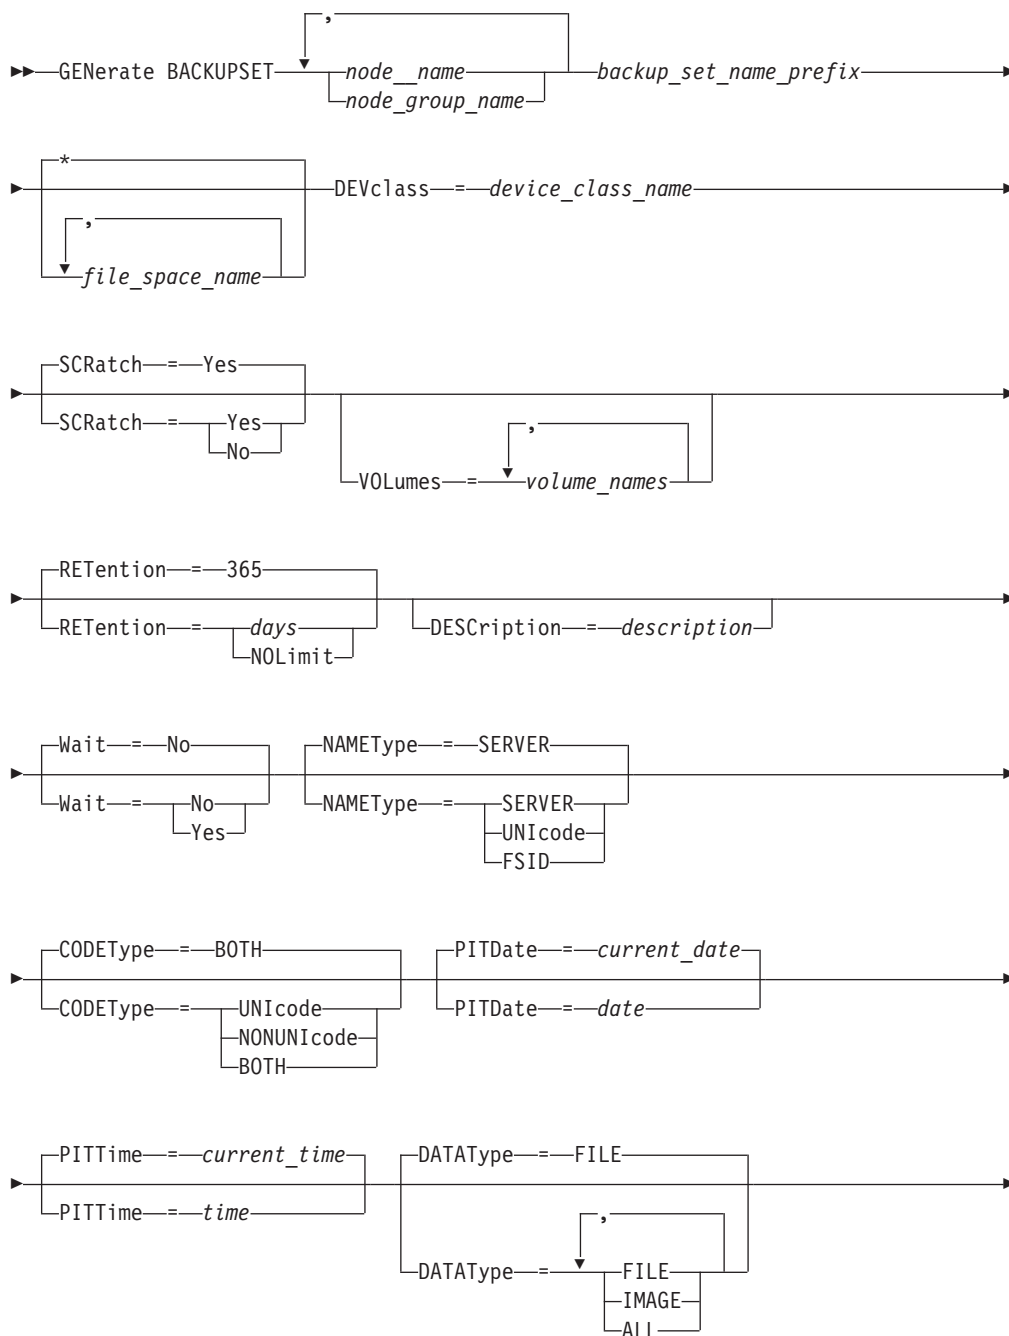 ,
GENerate BACKUPSET node__name backup_set_name_prefix
node_group_name
*
DEVclass = device_class_name
,
file_space_name
SCRatch = Yes
SCRatch = Yes
No
,
VOLumes = volume_names
RETention = 365
RETention = days
NOLimit
DESCription = description
Wait = No
Wait = No
Yes
NAMEType = SERVER
NAMEType = SERVER
UNIcode
FSID
CODEType = BOTH
CODEType = UNIcode
NONUNIcode
BOTH
PITDate = current_date
PITDate = date
PITTime = current_time
PITTime = time
DATAType = FILE
,
DATAType = FILE
IMAGE
ALL